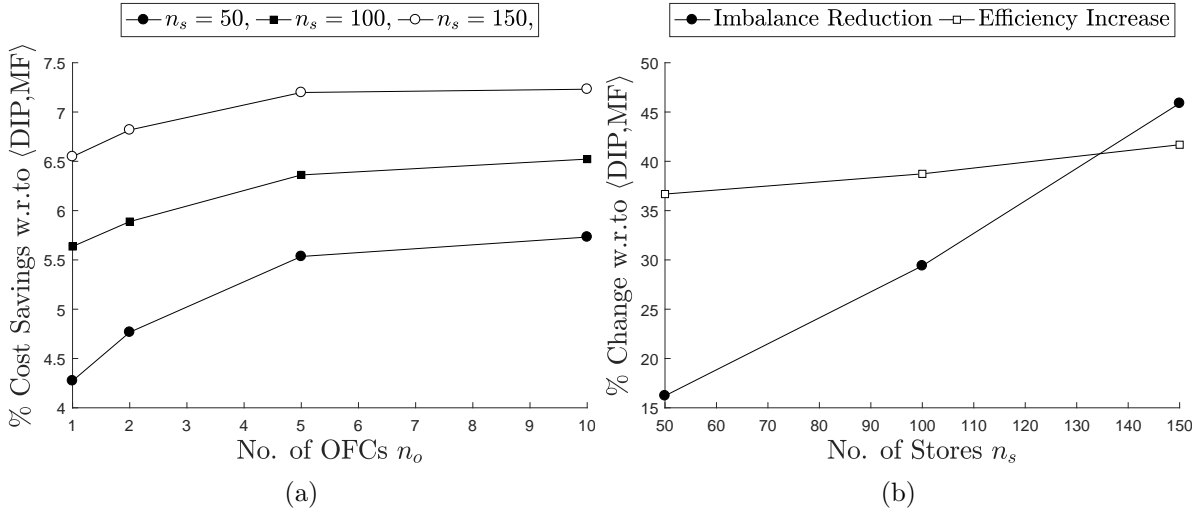 n_s = 50, n_s = 100, n_s = 150,
% Cost Savings w.r.to ⟨DIP,MF⟩
7.5
7
6.5
6
5.5
5
4.5
4
1 2 3 4 5 6 7 8 9 10
No. of OFCs n_o
(a)
Imbalance Reduction Efficiency Increase
% Change w.r.to ⟨DIP,MF⟩
50
45
40
35
30
25
20
15
50 60 70 80 90 100 110 120 130 140 150
No. of Stores n_s
(b)